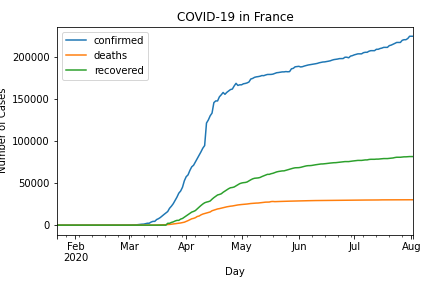 COVID-19 in France
confirmed
deaths
recovered
Number of Cases
200000
150000
100000
50000
0
Feb
2020
Mar
Apr
May
Jun
Jul
Aug
Day